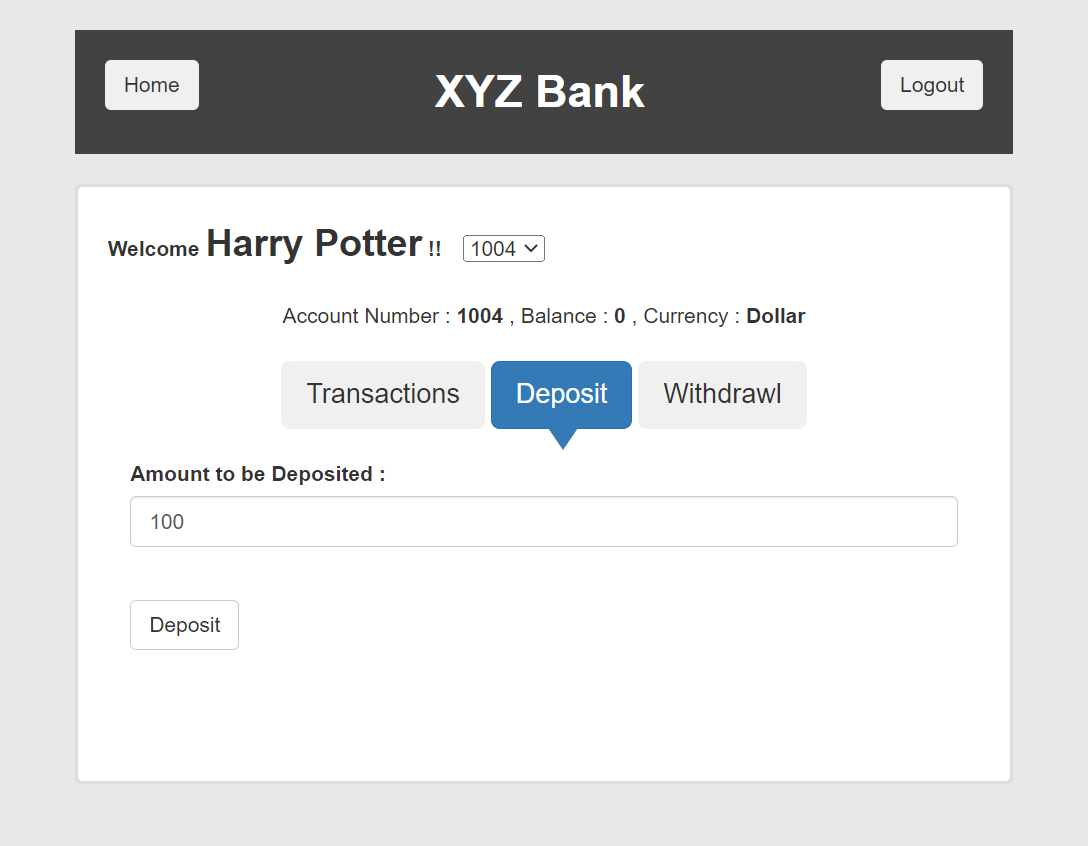 Home XYZ Bank Logout
Welcome Harry Potter !! 1004
Account Number : 1004 , Balance : 0 , Currency : Dollar
Transactions Deposit Withdrawl
Amount to be Deposited :
100
Deposit